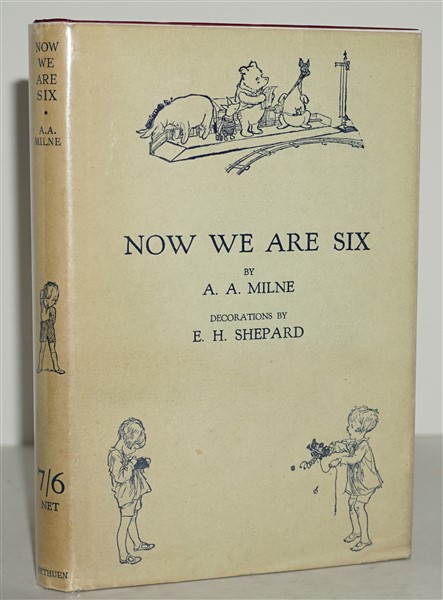 NOW
WE
ARE
SIX
•
A.A.
MILNE
7/6
NET
METHUEN
NOW WE ARE SIX
BY
A. A. MILNE
DECORATIONS BY
E. H. SHEPARD